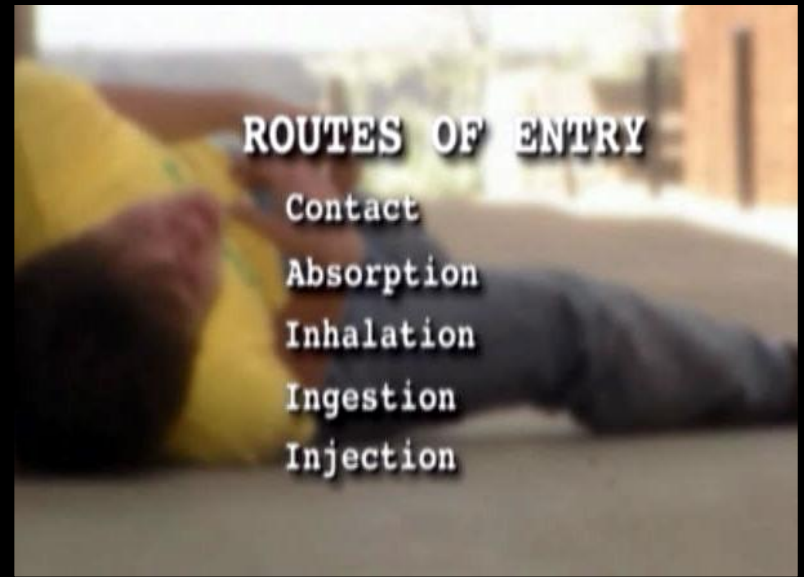 ROUTES OF ENTRY
Contact
Absorption
Inhalation
Ingestion
Injection